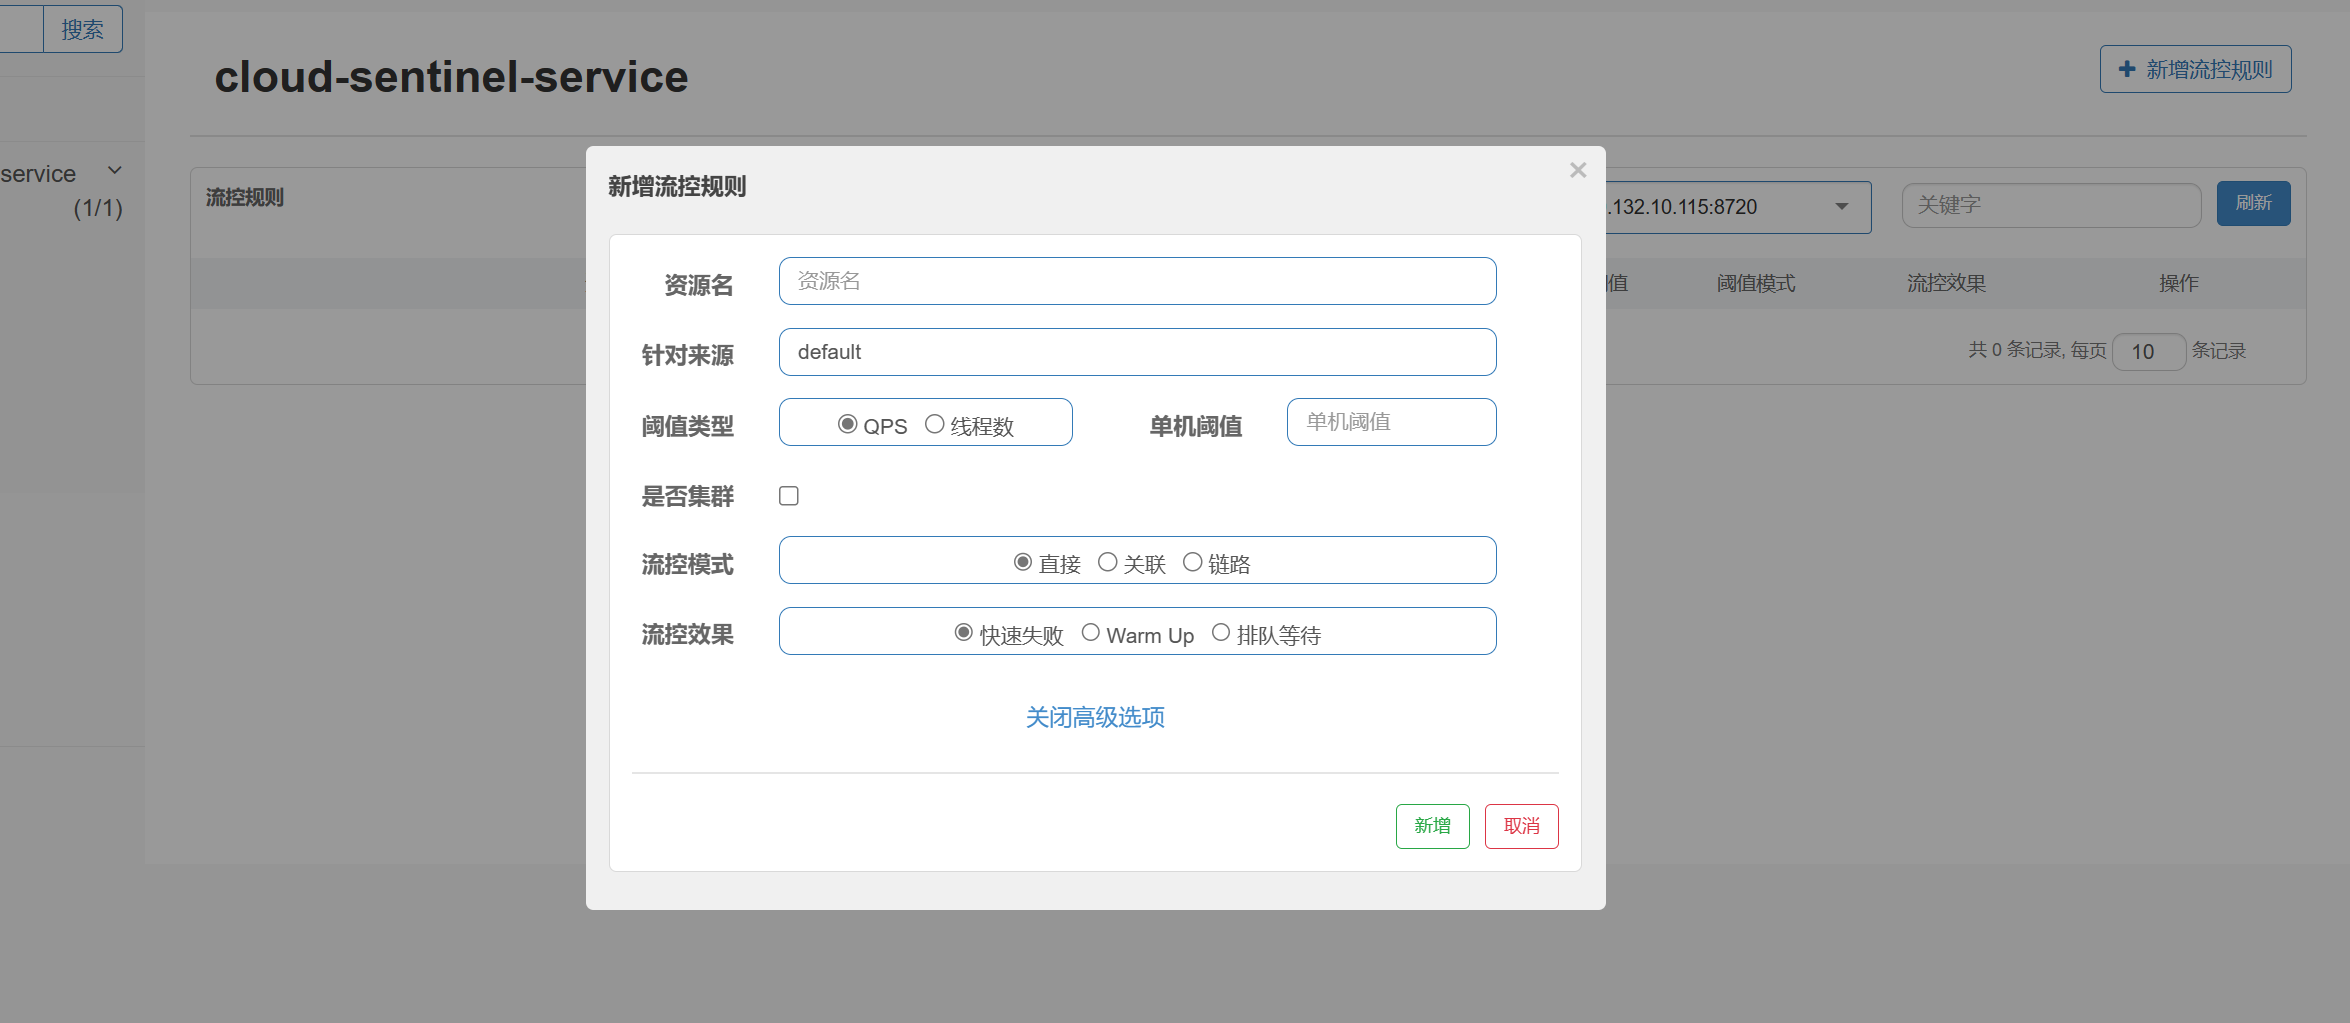 搜索
cloud-sentinel-service
新增流控规则
service
(1/1)
流控规则
.132.10.115:8720
关键字
刷新
值
阈值模式
流控效果
操作
共 0 条记录, 每页 10 条记录
新增流控规则
×
资源名 资源名
针对来源 default
阈值类型 QPS 线程数 单机阈值 单机阈值
是否集群
流控模式 直接 关联 链路
流控效果 快速失败 Warm Up 排队等待
关闭高级选项
新增 取消